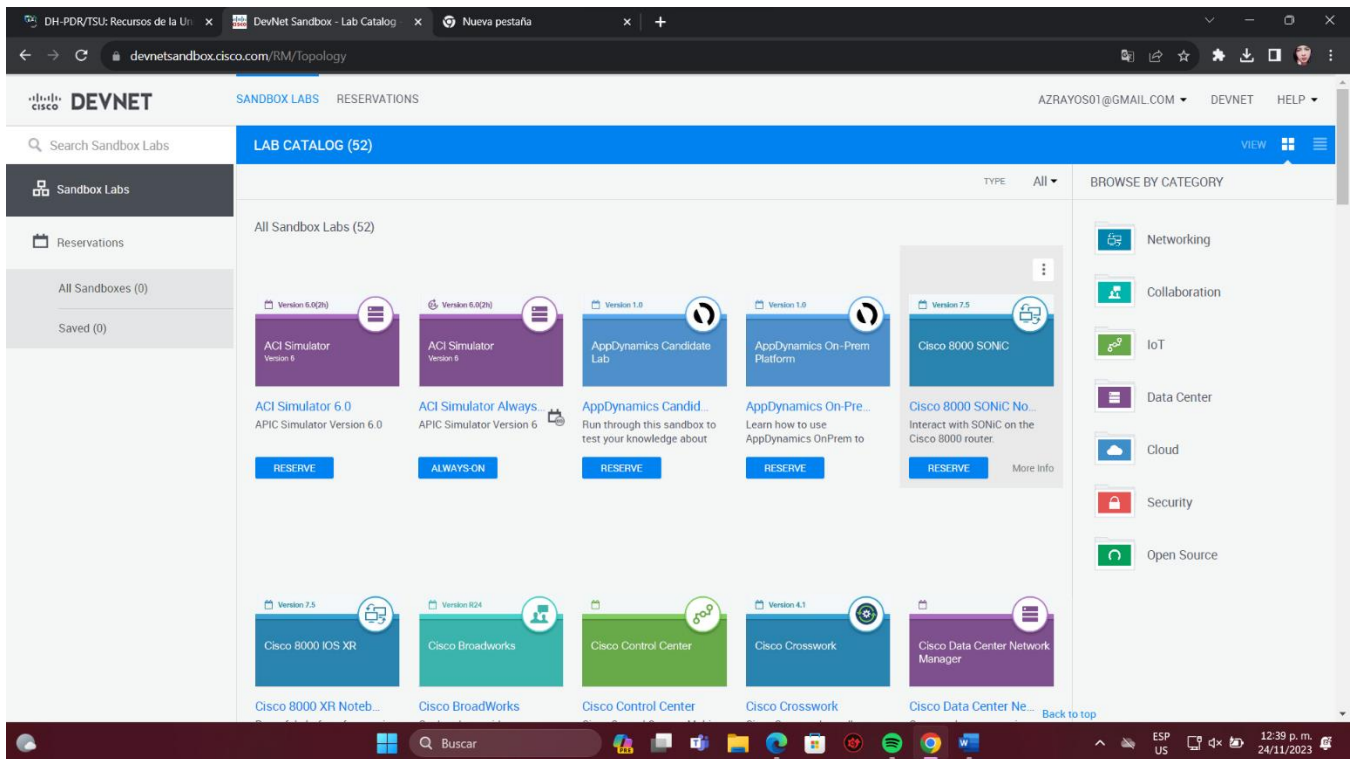 DH-PDR/TSU: Recursos de la Un
DevNet Sandbox - Lab Catalog
Nueva pestaña
devnetsandbox.cisco.com/RM/Topology
cisco DEVNET
SANDBOX LABS RESERVATIONS
AZRAYOS01@GMAIL.COM DEVNET HELP
Search Sandbox Labs
LAB CATALOG (52)
VIEW
Sandbox Labs
TYPE All
BROWSE BY CATEGORY
Reservations
All Sandboxes (0)
Saved (0)
All Sandbox Labs (52)
Version 6.0(2h)
ACI Simulator
Version 6
ACI Simulator 6.0
APIC Simulator Version 6.0
RESERVE
Version 6.0(2h)
ACI Simulator
Version 6
ACI Simulator Always...
APIC Simulator Version 6
ALWAYS-ON
Version 1.0
AppDynamics Candidate
Lab
AppDynamics Candid...
Run through this sandbox to
test your knowledge about
RESERVE
Version 1.0
AppDynamics On-Prem
Platform
AppDynamics On-Pre...
Learn how to use
AppDynamics OnPrem to
RESERVE
Version 7.5
Cisco 8000 SONiC
Cisco 8000 SONiC No...
Interact with SONiC on the
Cisco 8000 router.
RESERVE More Info
Version 7.5
Cisco 8000 IOS XR
Cisco 8000 XR Noteb...
Version R24
Cisco Broadworks
Cisco BroadWorks
Cisco Control Center
Cisco Control Center
Version 4.1
Cisco Crosswork
Cisco Crosswork
Cisco Data Center Network
Manager
Cisco Data Center Ne...
Back to top
Networking
Collaboration
IoT
Data Center
Cloud
Security
Open Source
Buscar
ESP
US
12:39 p. m.
24/11/2023